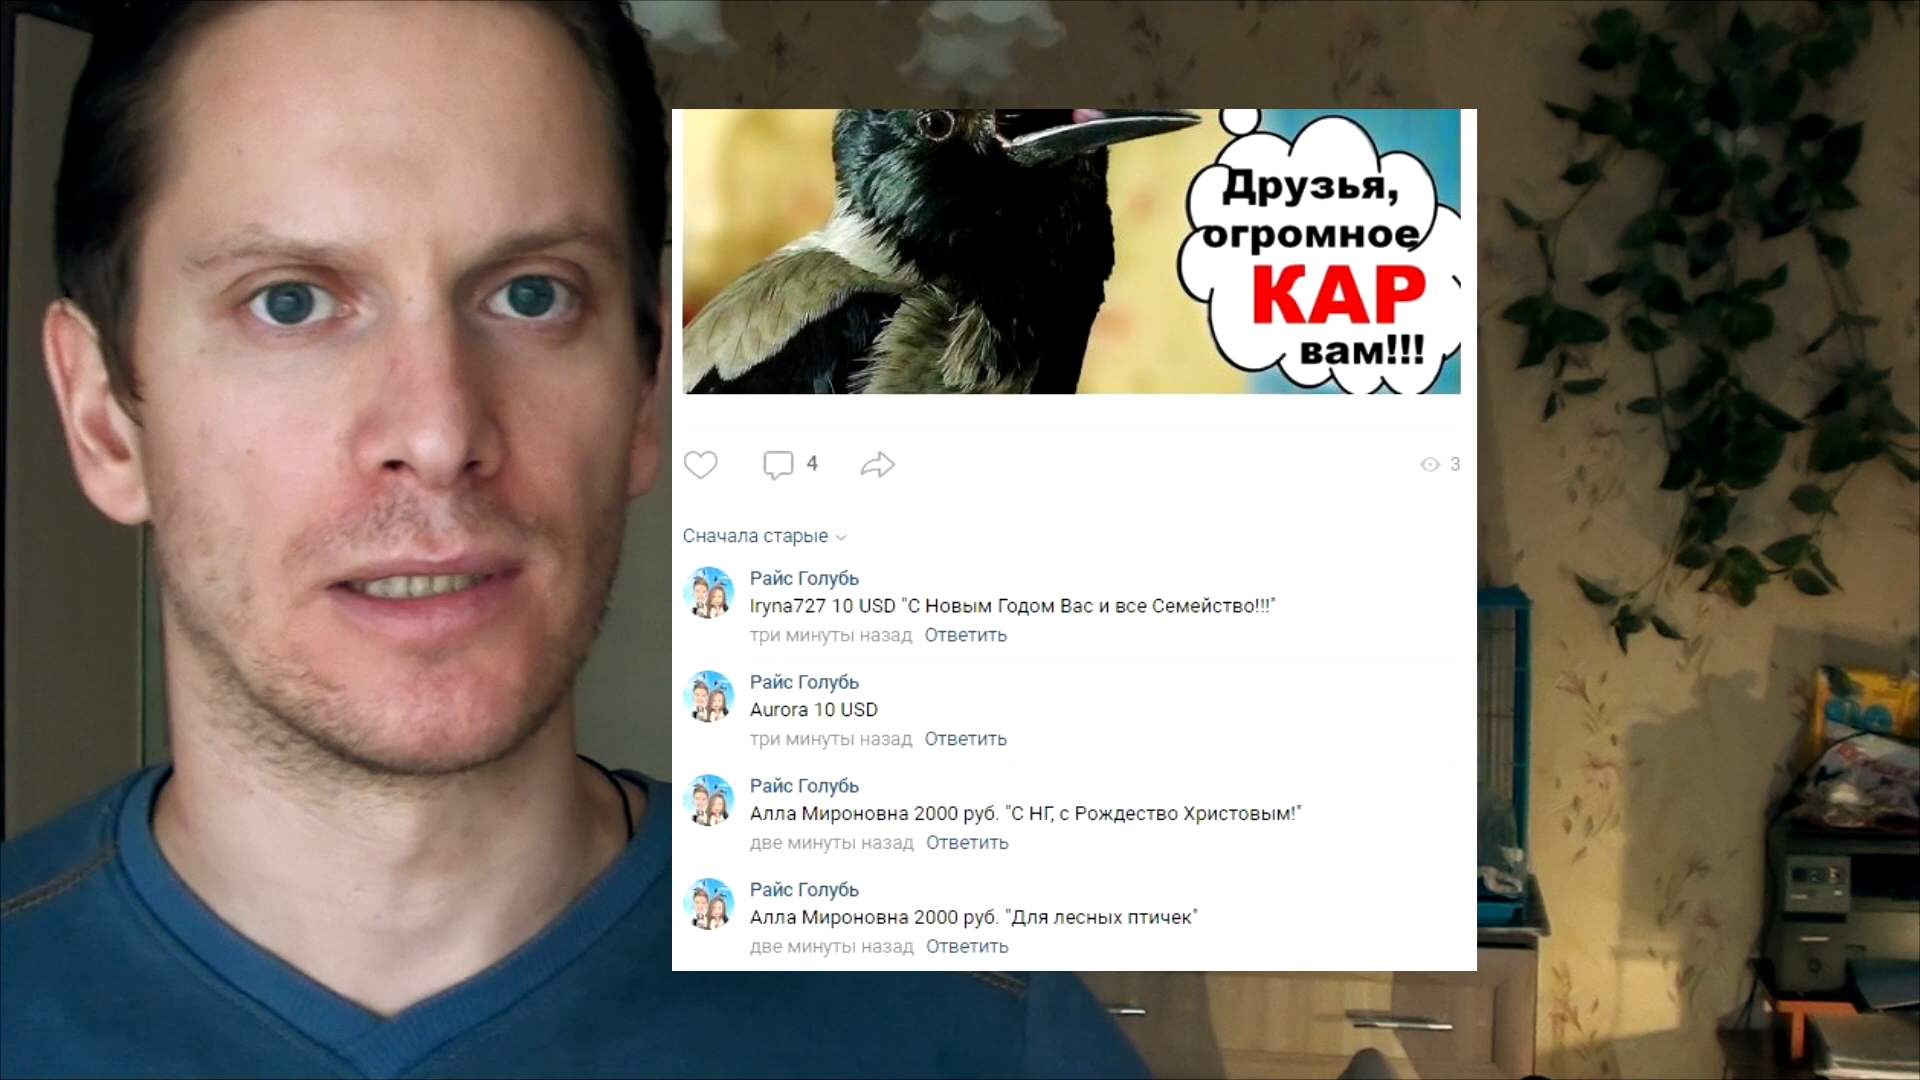 Друзья,
огромное
КАР
вам!!!
4
3
Сначала старые
Райс Голубь
Iryna727 10 USD "С Новым Годом Вас и все Семейство!!!"
три минуты назад Ответить
Райс Голубь
Aurora 10 USD
три минуты назад Ответить
Райс Голубь
Алла Мироновна 2000 руб. "С НГ, с Рождество Христовым!"
две минуты назад Ответить
Райс Голубь
Алла Мироновна 2000 руб. "Для лесных птичек"
две минуты назад Ответить